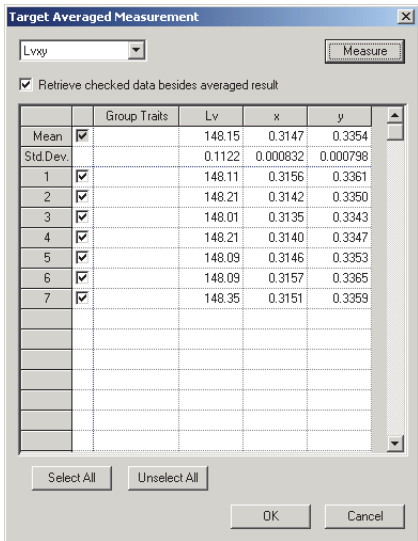 Target Averaged Measurement
Lvxy Measure
Retrieve checked data besides averaged result
Group Traits Lv x y
Mean 148.15 0.3147 0.3354
Std.Dev. 0.1122 0.000832 0.000798
1 148.11 0.3156 0.3361
2 148.21 0.3142 0.3350
3 148.01 0.3135 0.3343
4 148.21 0.3140 0.3347
5 148.09 0.3146 0.3353
6 148.09 0.3157 0.3365
7 148.35 0.3151 0.3359
Select All Unselect All
OK Cancel